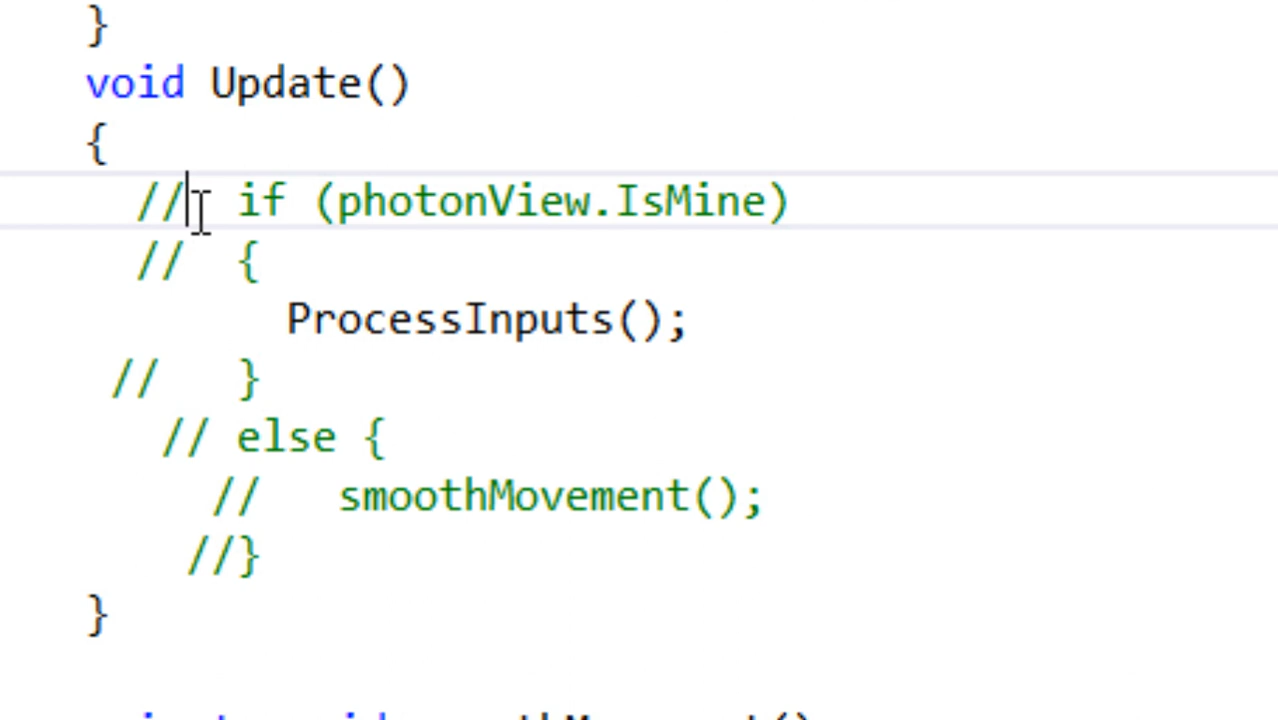 }
void Update()
{
//  if (photonView.IsMine)
//  {
ProcessInputs();
//   }
// else {
//   smoothMovement();
//}
}